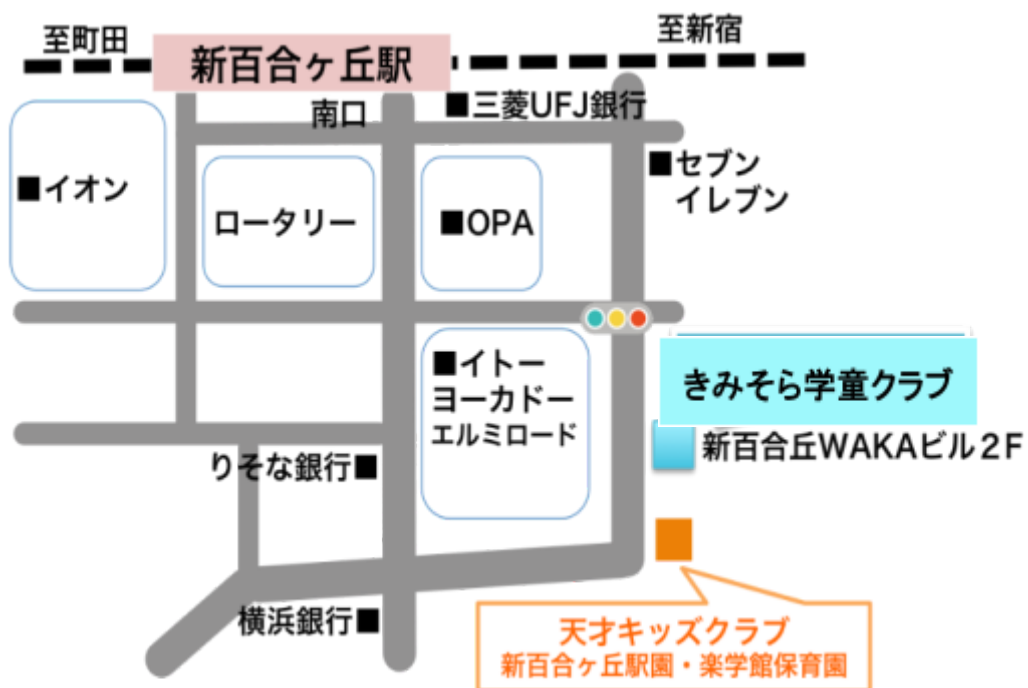 至町田
新百合ヶ丘駅
至新宿
南口
■三菱UFJ銀行
■イオン
ロータリー
■OPA
■セブン
イレブン
■イトー
ヨーカドー
エルミロード
きみそら学童クラブ
新百合丘WAKAビル２F
りそな銀行■
横浜銀行■
天才キッズクラブ
新百合ヶ丘駅園・楽学館保育園